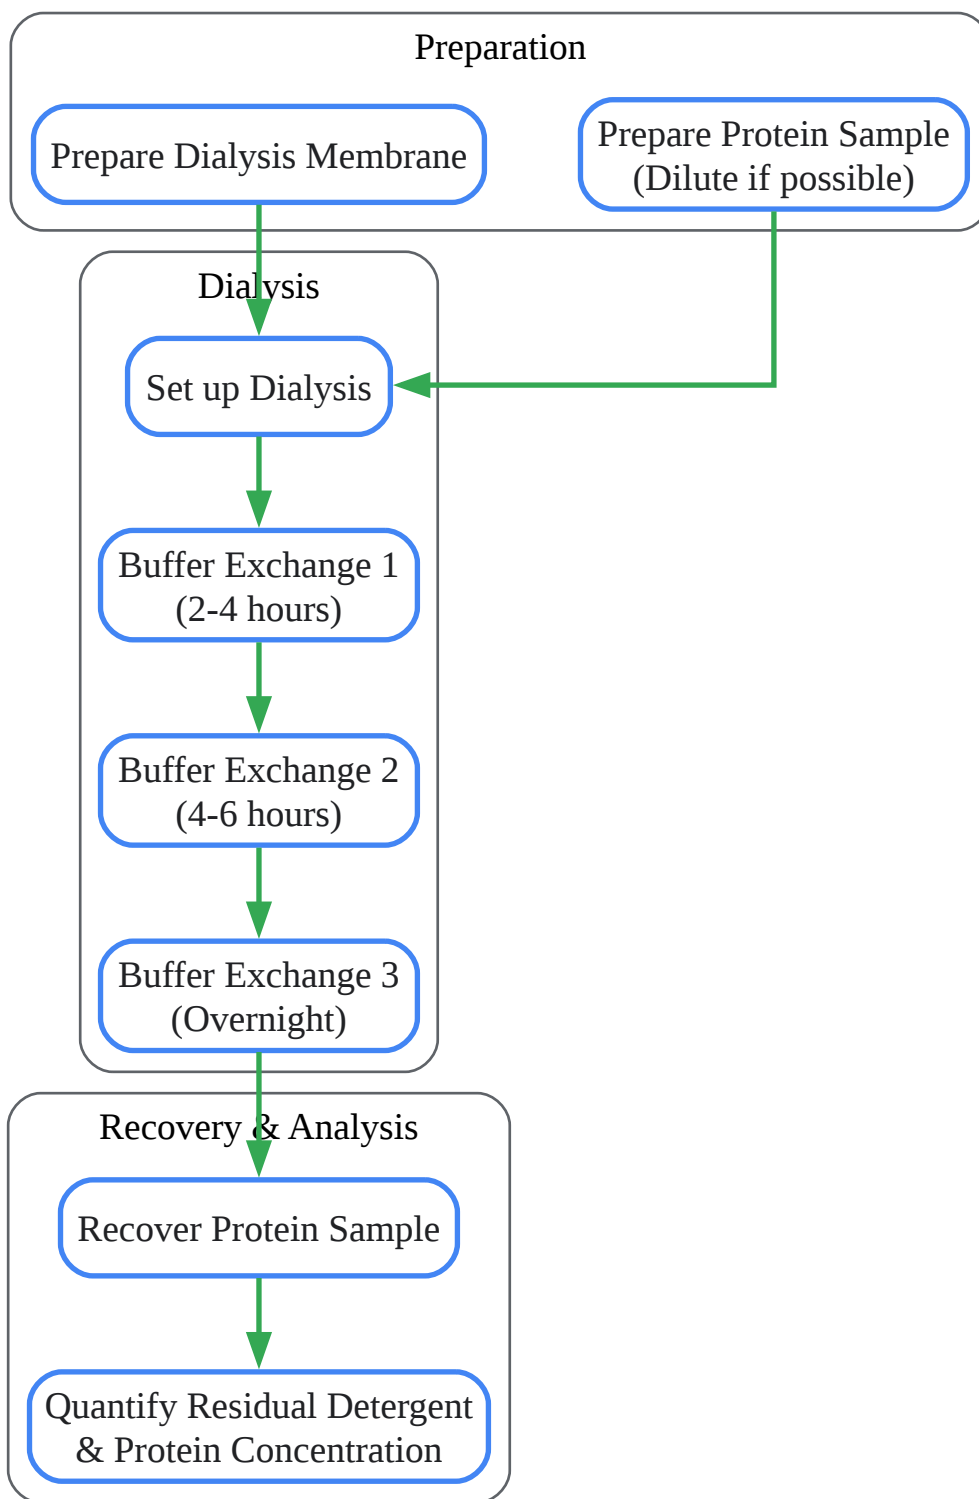 Preparation
Prepare Dialysis Membrane
Prepare Protein Sample
(Dilute if possible)
Dialysis
Set up Dialysis
Buffer Exchange 1
(2-4 hours)
Buffer Exchange 2
(4-6 hours)
Buffer Exchange 3
(Overnight)
Recovery & Analysis
Recover Protein Sample
Quantify Residual Detergent
& Protein Concentration